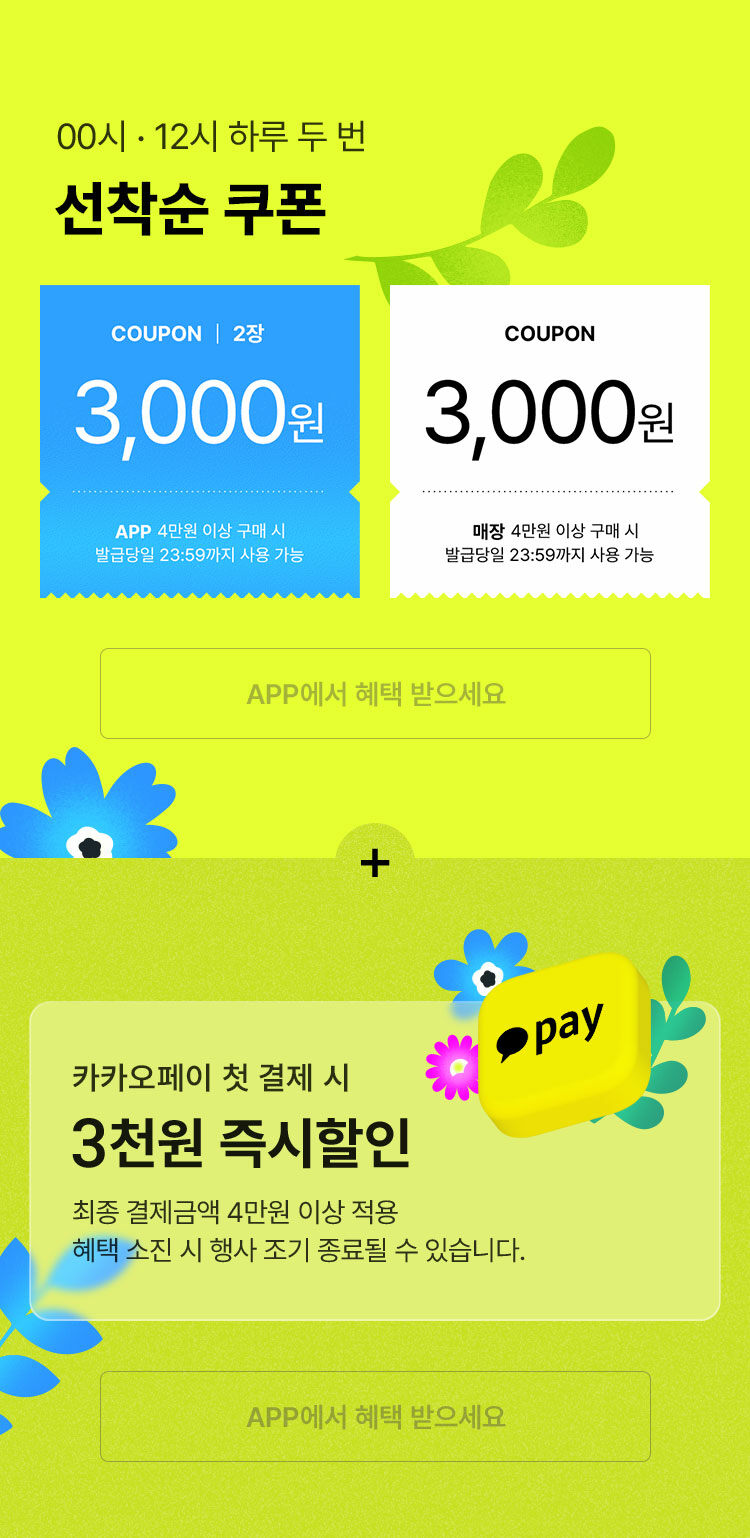 00시 · 12시 하루 두 번
선착순 쿠폰
COUPON | 2장
3,000원
APP 4만원 이상 구매 시
발급당일 23:59까지 사용 가능
COUPON
3,000원
매장 4만원 이상 구매 시
발급당일 23:59까지 사용 가능
APP에서 혜택 받으세요
+
pay
카카오페이 첫 결제 시
3천원 즉시할인
최종 결제금액 4만원 이상 적용
혜택 소진 시 행사 조기 종료될 수 있습니다.
APP에서 혜택 받으세요